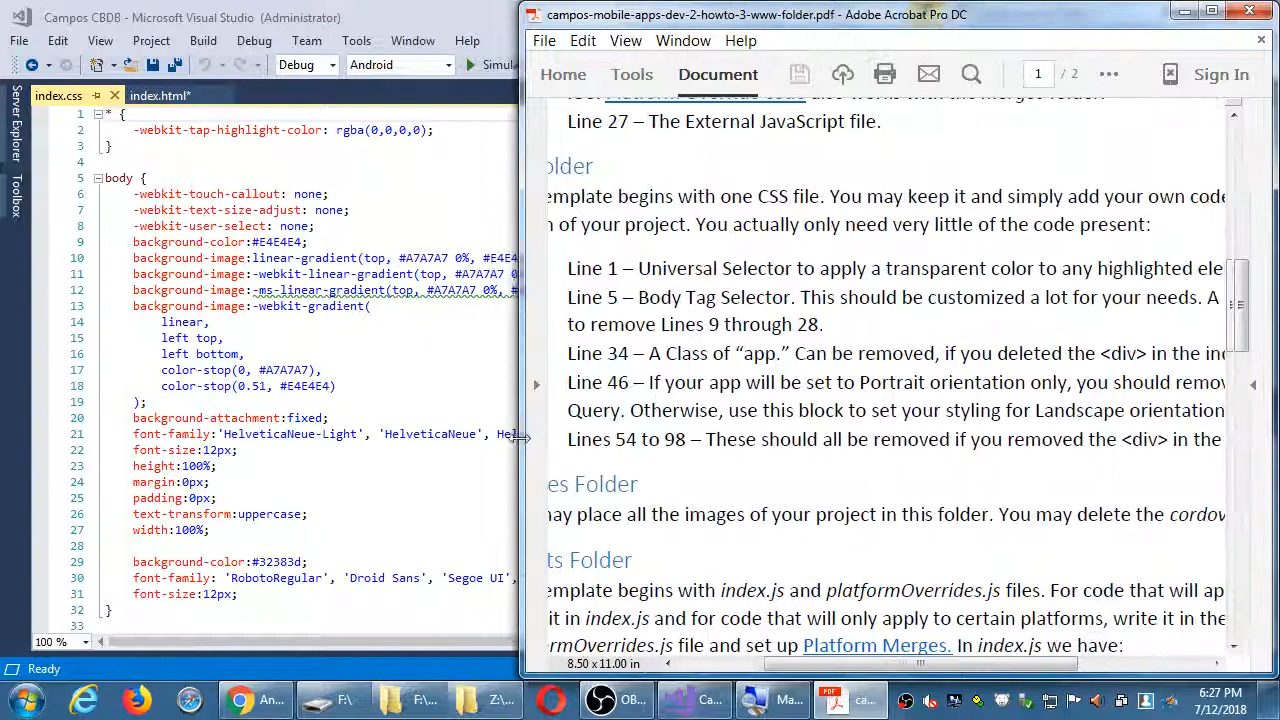 Campos CBDB - Microsoft Visual Studio (Administrator)
File Edit View Project Build Debug Team Tools Window Help
Debug Android
index.css index.html*
Server Explorer
Toolbox
1 * {
2 -webkit-tap-highlight-color: rgba(0,0,0,0);
3 }
4
5 body {
6 -webkit-touch-callout: none;
7 -webkit-text-size-adjust: none;
8 -webkit-user-select: none;
9 background-color:#E4E4E4;
10 background-image:linear-gradient(top, #A7A7A7 0%, #E4E4
11 background-image:-webkit-linear-gradient(top, #A7A7A7 0%
12 background-image:-ms-linear-gradient(top, #A7A7A7 0%, #
13 background-image:-webkit-gradient(
14 linear,
15 left top,
16 left bottom,
17 color-stop(0, #A7A7A7),
18 color-stop(0.51, #E4E4E4)
19 );
20 background-attachment:fixed;
21 font-family:'HelveticaNeue-Light', 'HelveticaNeue', Hel
22 font-size:12px;
23 height:100%;
24 margin:0px;
25 padding:0px;
26 text-transform:uppercase;
27 width:100%;
28
29 background-color:#32383d;
30 font-family: 'RobotoRegular', 'Droid Sans', 'Segoe UI',
31 font-size:12px;
32 }
33
100 %
Ready
campos-mobile-apps-dev-2-howto-3-www-folder.pdf - Adobe Acrobat Pro DC
File Edit View Window Help
Home Tools Document 1 / 2 Sign In
Line 27 – The External JavaScript file.
older
emplate begins with one CSS file. You may keep it and simply add your own code
n of your project. You actually only need very little of the code present:
Line 1 – Universal Selector to apply a transparent color to any highlighted ele
Line 5 – Body Tag Selector. This should be customized a lot for your needs. A
to remove Lines 9 through 28.
Line 34 – A Class of “app.” Can be removed, if you deleted the <div> in the ind
Line 46 – If your app will be set to Portrait orientation only, you should remov
Query. Otherwise, use this block to set your styling for Landscape orientation
Lines 54 to 98 – These should all be removed if you removed the <div> in the
es Folder
may place all the images of your project in this folder. You may delete the cordov
ts Folder
emplate begins with index.js and platformOverrides.js files. For code that will ap
it in index.js and for code that will only apply to certain platforms, write it in the
ormOverrides.js file and set up Platform Merges. In index.js we have:
8.50 x 11.00 in
An... F:\ F:\... Z:\... OB... Ca... Ma... ca...
6:27 PM
7/12/2018